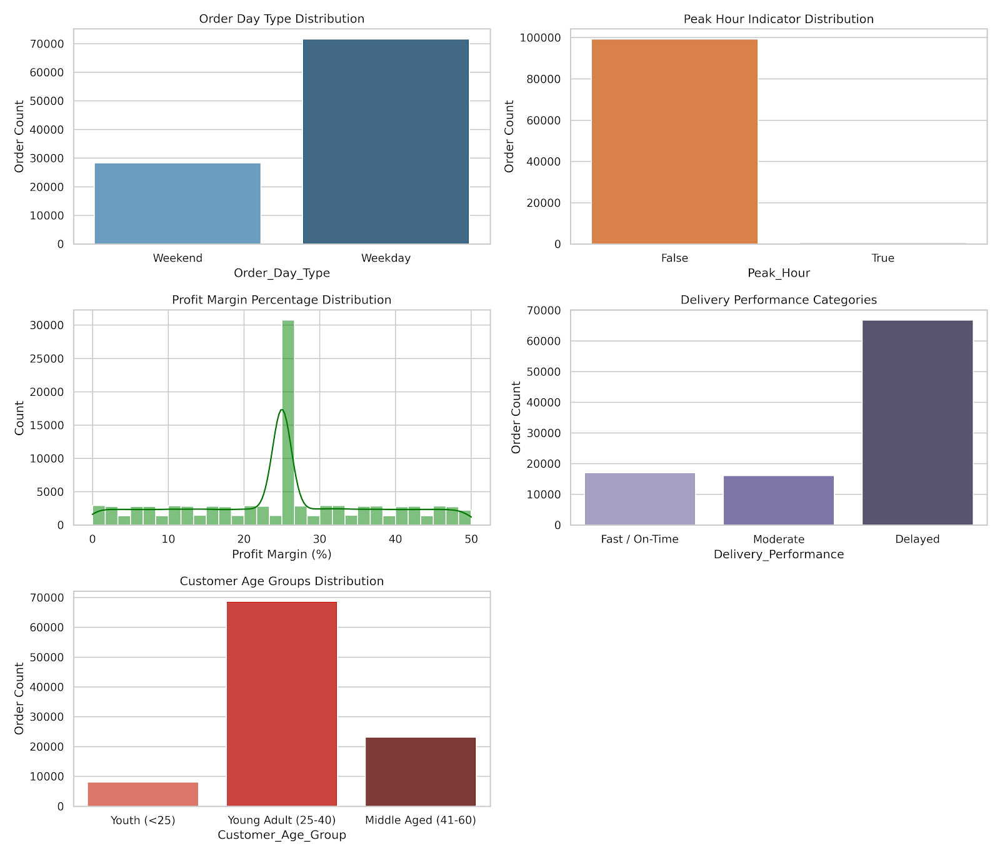 Order Day Type Distribution
70000
60000
50000
40000
30000
20000
10000
0
Order Count
Weekend Weekday
Order_Day_Type
Peak Hour Indicator Distribution
100000
80000
60000
40000
20000
0
Order Count
False True
Peak_Hour
Profit Margin Percentage Distribution
30000
25000
20000
15000
10000
5000
0
Count
0 10 20 30 40 50
Profit Margin (%)
Delivery Performance Categories
70000
60000
50000
40000
30000
20000
10000
0
Order Count
Fast / On-Time Moderate Delayed
Delivery_Performance
Customer Age Groups Distribution
70000
60000
50000
40000
30000
20000
10000
0
Order Count
Youth (<25) Young Adult (25-40) Middle Aged (41-60)
Customer_Age_Group